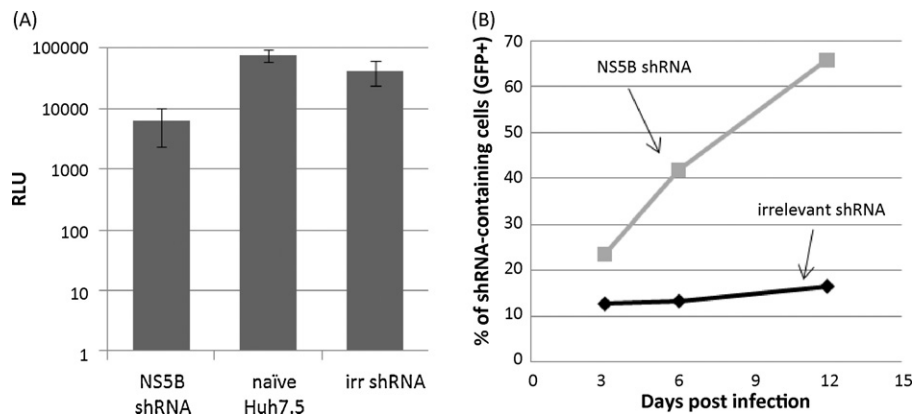 (A)
100000
10000
1000
100
10
1
RLU
NS5B
shRNA
naïve
Huh7.5
irr shRNA
(B)
70
60
50
40
30
20
10
0
% of shRNA-containing cells (GFP+)
NS5B shRNA
irrelevant shRNA
0 3 6 9 12 15
Days post infection